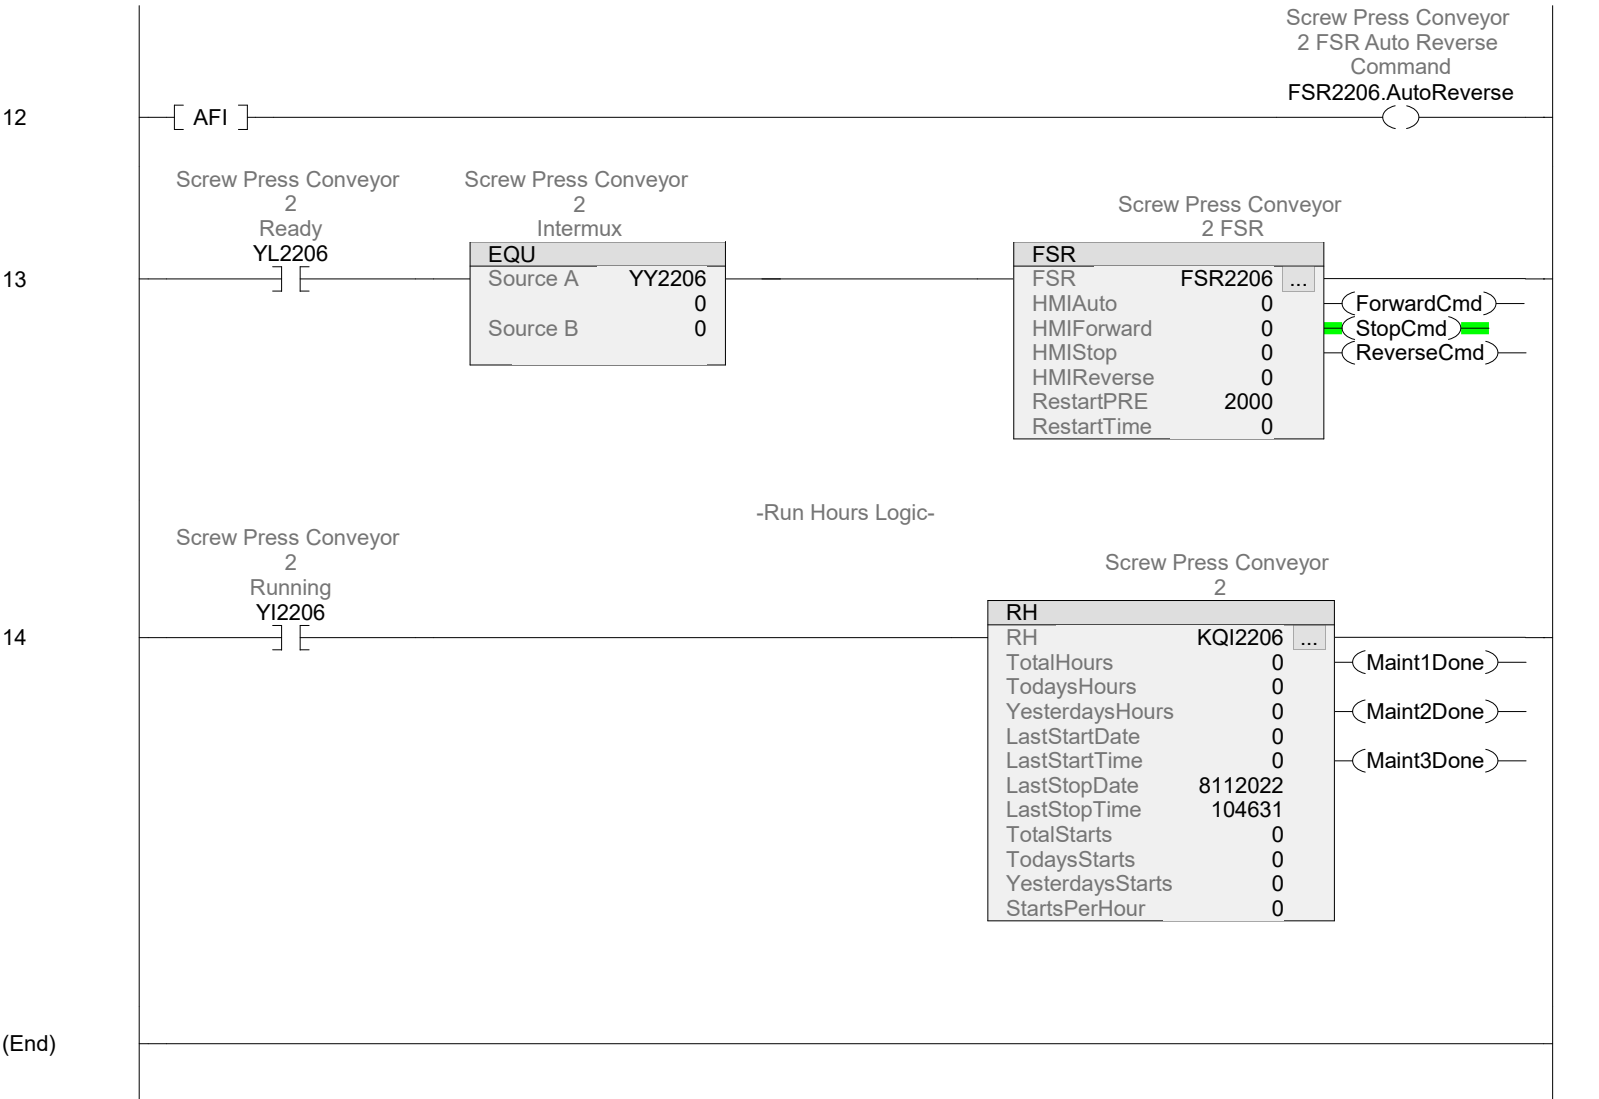 Screw Press Conveyor
2 FSR Auto Reverse
Command
FSR2206.AutoReverse
12
AFI
Screw Press Conveyor
2
Ready
YL2206
Screw Press Conveyor
2
Intermux
Screw Press Conveyor
2 FSR
13
EQU
Source A YY2206
0
Source B 0
FSR
FSR FSR2206 ...
HMIAuto 0 ForwardCmd
HMIForward 0 StopCmd
HMIStop 0 ReverseCmd
HMIReverse 0
RestartPRE 2000
RestartTime 0
-Run Hours Logic-
Screw Press Conveyor
2
Running
YI2206
Screw Press Conveyor
2
14
RH
RH KQI2206 ...
TotalHours 0 Maint1Done
TodaysHours 0
YesterdaysHours 0 Maint2Done
LastStartDate 0
LastStartTime 0 Maint3Done
LastStopDate 8112022
LastStopTime 104631
TotalStarts 0
TodaysStarts 0
YesterdaysStarts 0
StartsPerHour 0
(End)